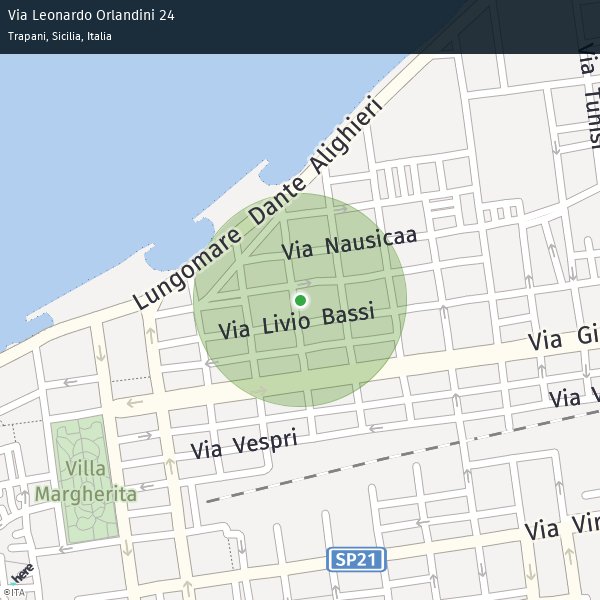 Via Leonardo Orlandini 24
Trapani, Sicilia, Italia
Via Tunisi
Lungomare Dante Alighieri
Via Nausicaa
Via Livio Bassi
Via Gi
Via V
Via Vespri
Villa
Margherita
Via Vir
SP21
here
©ITA